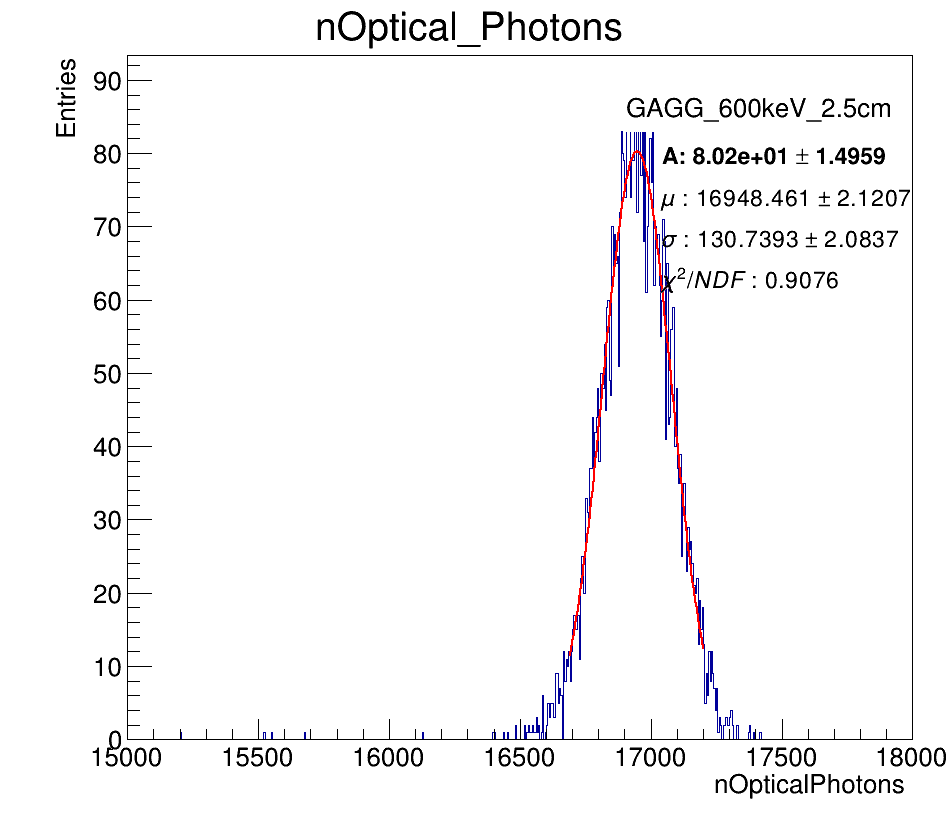 nOptical_Photons
Entries
GAGG_600keV_2.5cm
A: 8.02e+01 ± 1.4959
μ : 16948.461 ± 2.1207
σ : 130.7393 ± 2.0837
χ²/NDF : 0.9076
90
80
70
60
50
40
30
20
10
0
15000 15500 16000 16500 17000 17500 18000
nOpticalPhotons